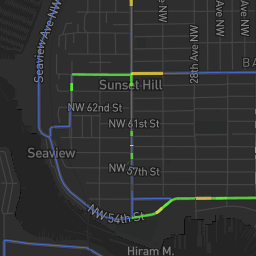 Seaview Ave NW
28th Ave NW
BA
Sunset Hill
NW 62nd St
NW 61st St
Seaview
NW 57th St
NW 54th St
Hiram M.